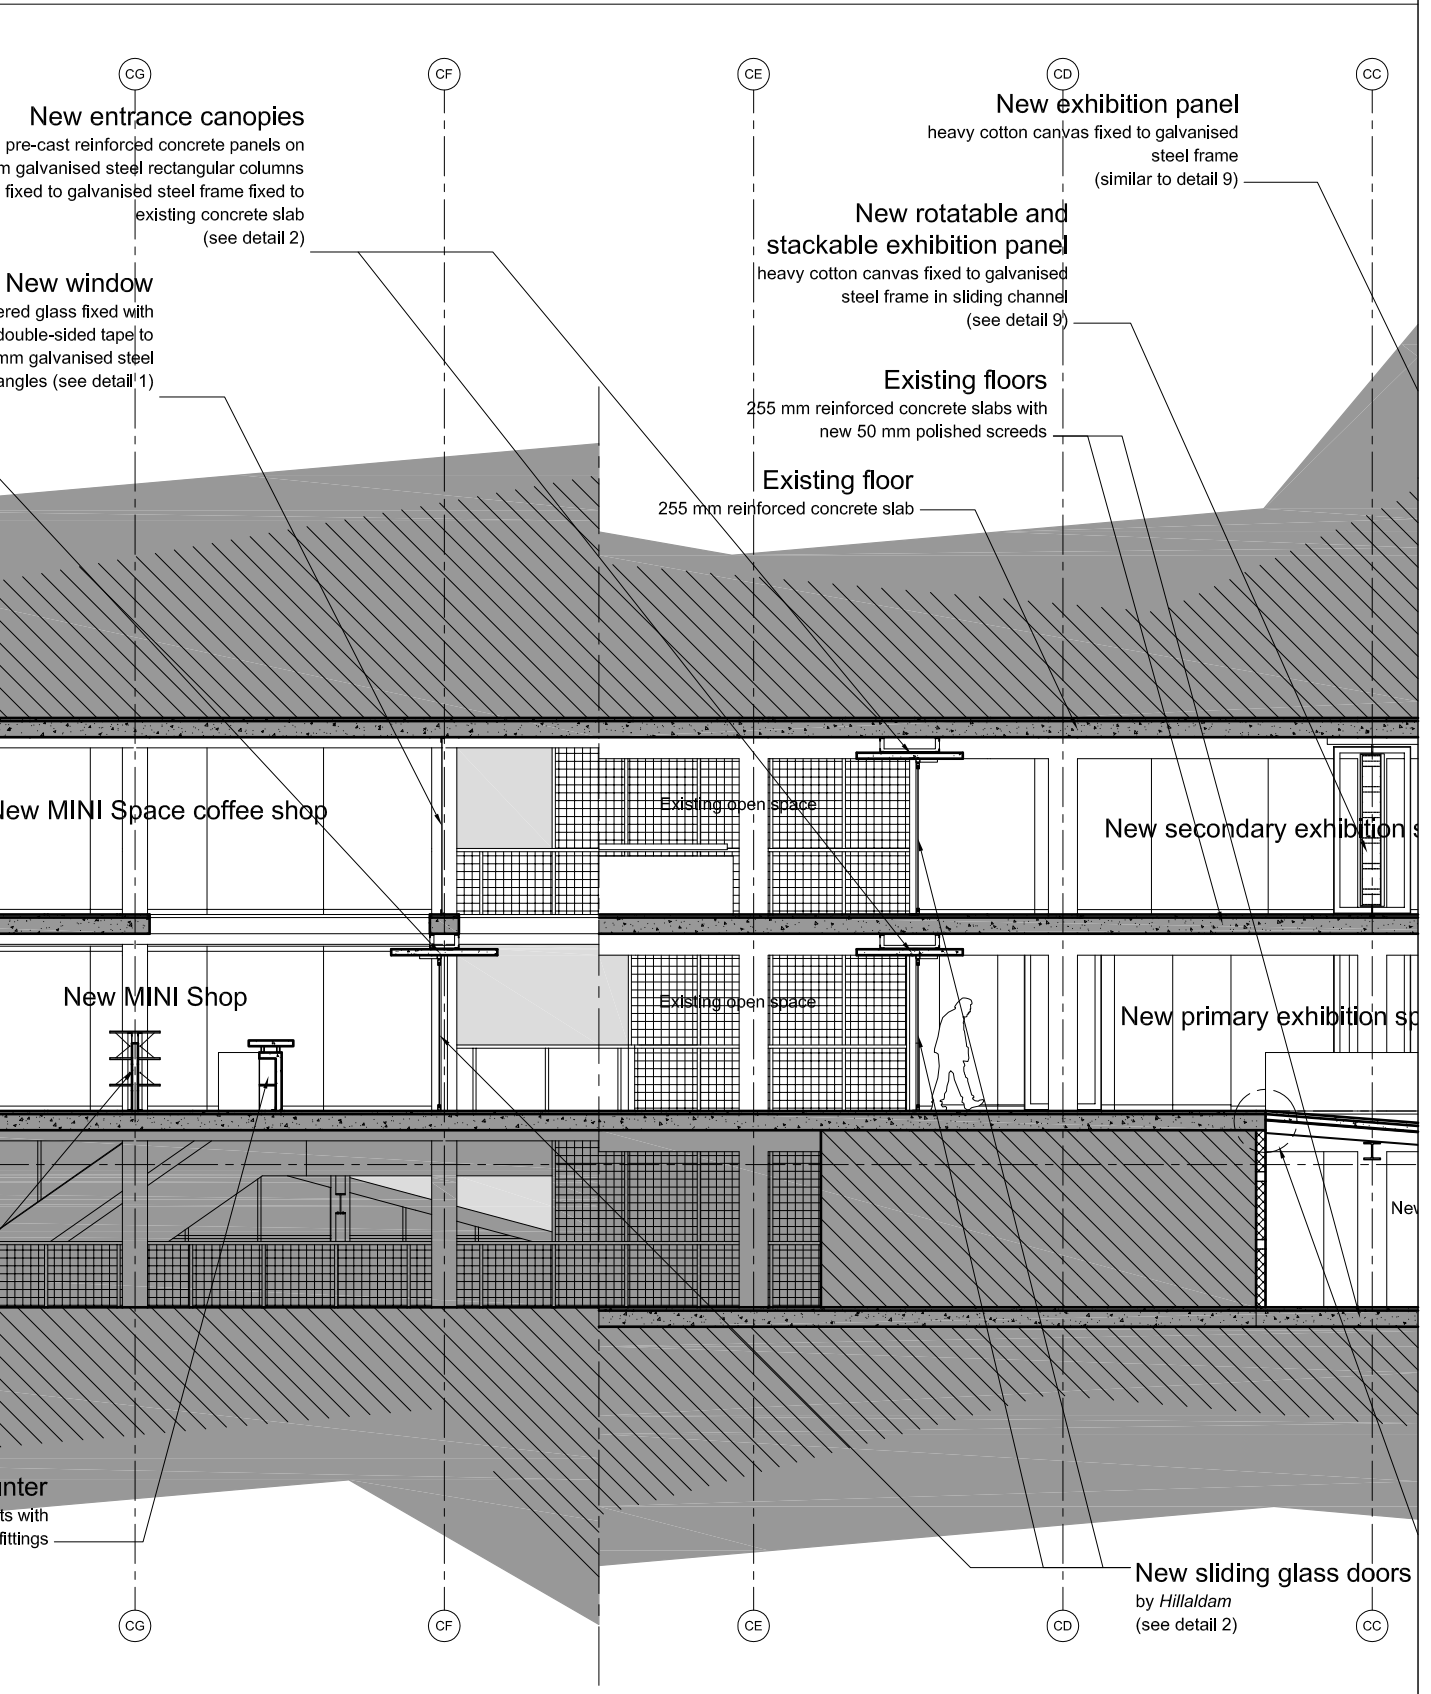 CG
CF
CE
CD
CC
New entrance canopies
pre-cast reinforced concrete panels on
m galvanised steel rectangular columns
fixed to galvanised steel frame fixed to
existing concrete slab
(see detail 2)
New exhibition panel
heavy cotton canvas fixed to galvanised
steel frame
(similar to detail 9)
New rotatable and
stackable exhibition panel
heavy cotton canvas fixed to galvanised
steel frame in sliding channel
(see detail 9)
New window
ered glass fixed with
double-sided tape to
mm galvanised steel
angles (see detail 1)
Existing floors
255 mm reinforced concrete slabs with
new 50 mm polished screeds
Existing floor
255 mm reinforced concrete slab
New MINI Space coffee shop
Existing open space
New secondary exhibition s
New MINI Shop
Existing open space
New primary exhibition sp
New
unter
ts with
fittings
New sliding glass doors
by Hillaldam
(see detail 2)
CG
CF
CE
CD
CC